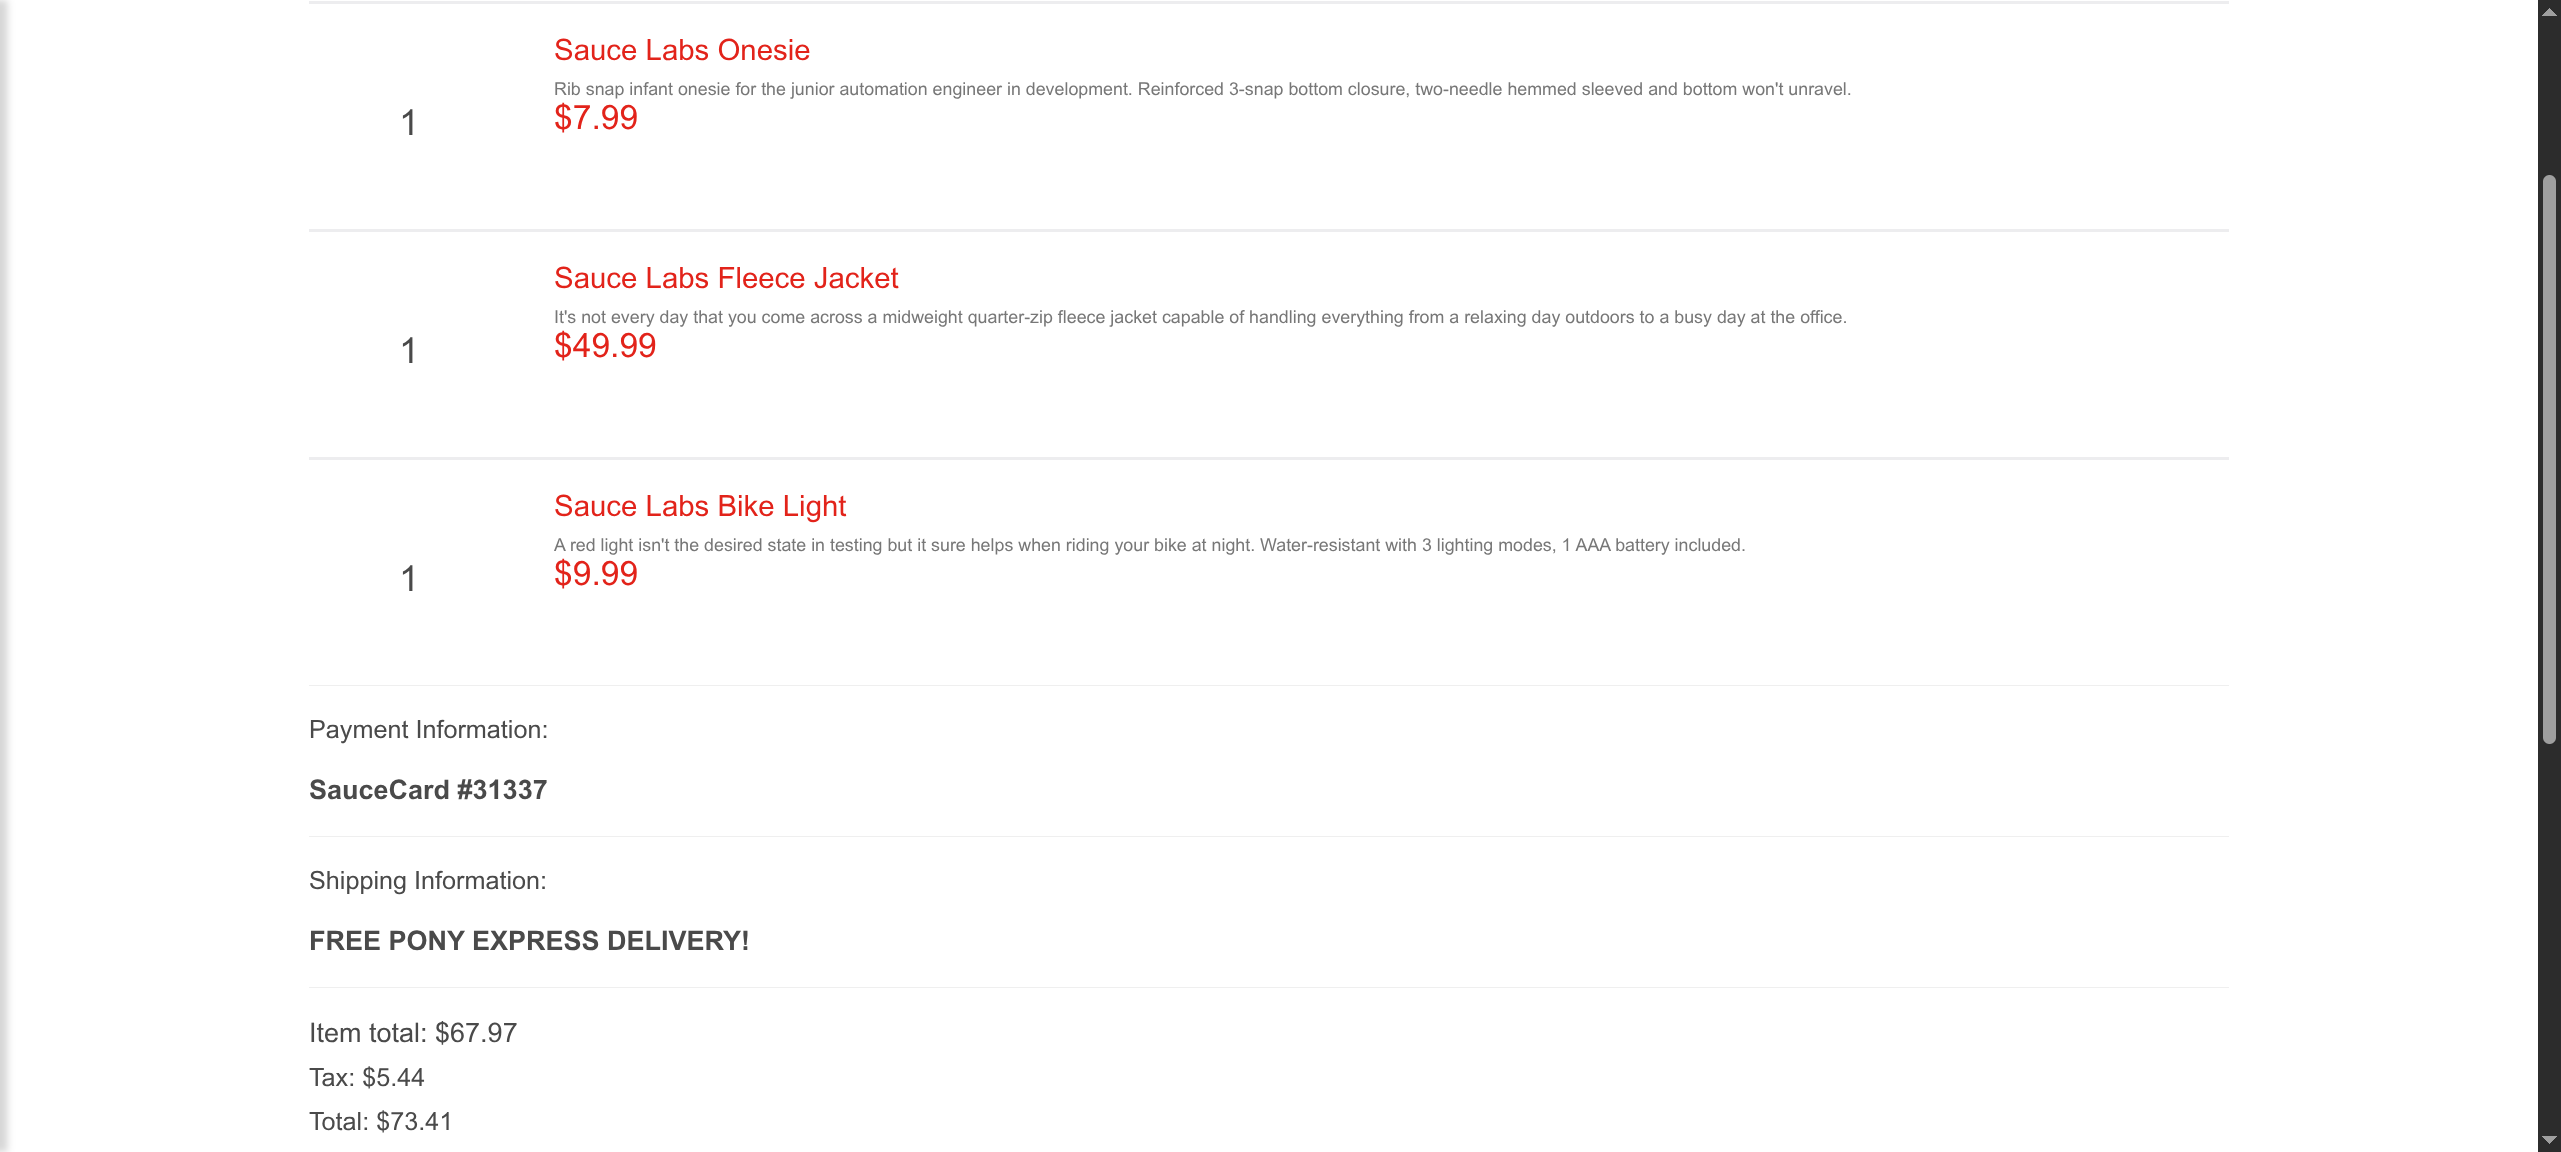 Sauce Labs Onesie
Rib snap infant onesie for the junior automation engineer in development. Reinforced 3-snap bottom closure, two-needle hemmed sleeved and bottom won't unravel.
1
$7.99
Sauce Labs Fleece Jacket
It's not every day that you come across a midweight quarter-zip fleece jacket capable of handling everything from a relaxing day outdoors to a busy day at the office.
1
$49.99
Sauce Labs Bike Light
A red light isn't the desired state in testing but it sure helps when riding your bike at night. Water-resistant with 3 lighting modes, 1 AAA battery included.
1
$9.99
Payment Information:
SauceCard #31337
Shipping Information:
FREE PONY EXPRESS DELIVERY!
Item total: $67.97
Tax: $5.44
Total: $73.41